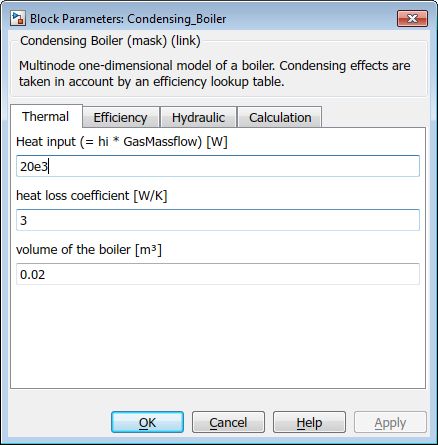 Block Parameters: Condensing_Boiler
Condensing Boiler (mask) (link)
Multinode one-dimensional model of a boiler. Condensing effects are
taken in account by an efficiency lookup table.
Thermal Efficiency Hydraulic Calculation
Heat input (= hi * GasMassflow) [W]
20e3
heat loss coefficient [W/K]
3
volume of the boiler [m³]
0.02
OK Cancel Help Apply